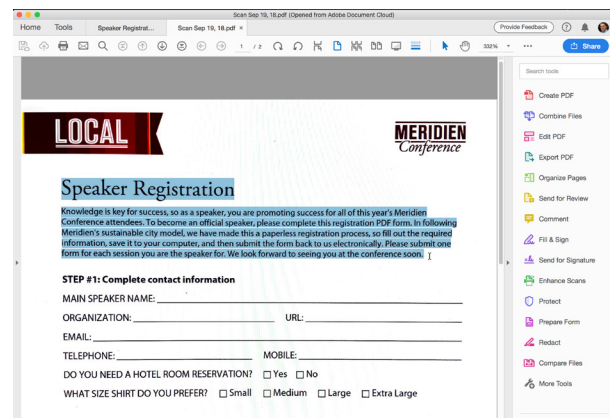 Scan Sep 19, 18.pdf (Opened from Adobe Document Cloud)
Home Tools Speaker Registrat... Scan Sep 19, 18.pdf × Provide Feedback
1 / 2 332% Share
LOCAL
MERIDIEN
Conference
Speaker Registration
Knowledge is key for success, so as a speaker, you are promoting success for all of this year's Meridien
Conference attendees. To become an official speaker, please complete this registration PDF form. In following
Meridien's sustainable city model, we have made this a paperless registration process, so fill out the required
information, save it to your computer, and then submit the form back to us electronically. Please submit one
form for each session you are the speaker for. We look forward to seeing you at the conference soon.
STEP #1: Complete contact information
MAIN SPEAKER NAME:
ORGANIZATION: URL:
EMAIL:
TELEPHONE: MOBILE:
DO YOU NEED A HOTEL ROOM RESERVATION? Yes No
WHAT SIZE SHIRT DO YOU PREFER? Small Medium Large Extra Large
Search tools
Create PDF
Combine Files
Edit PDF
Export PDF
Organize Pages
Send for Review
Comment
Fill & Sign
Send for Signature
Enhance Scans
Protect
Prepare Form
Redact
Compare Files
More Tools